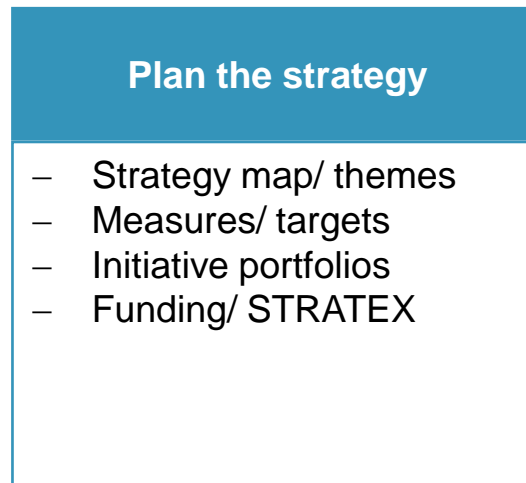 Plan the strategy
– Strategy map/ themes
– Measures/ targets
– Initiative portfolios
– Funding/ STRATEX